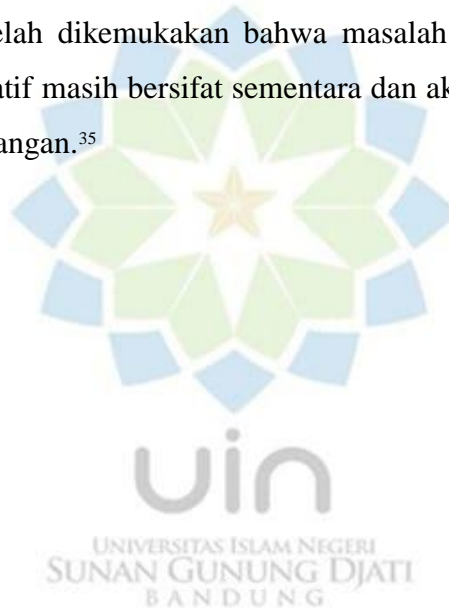 elah dikemukakan bahwa masalah
atif masih bersifat sementara dan ak
angan.³⁵
uin
UNIVERSITAS ISLAM NEGERI
SUNAN GUNUNG DJATI
BANDUNG